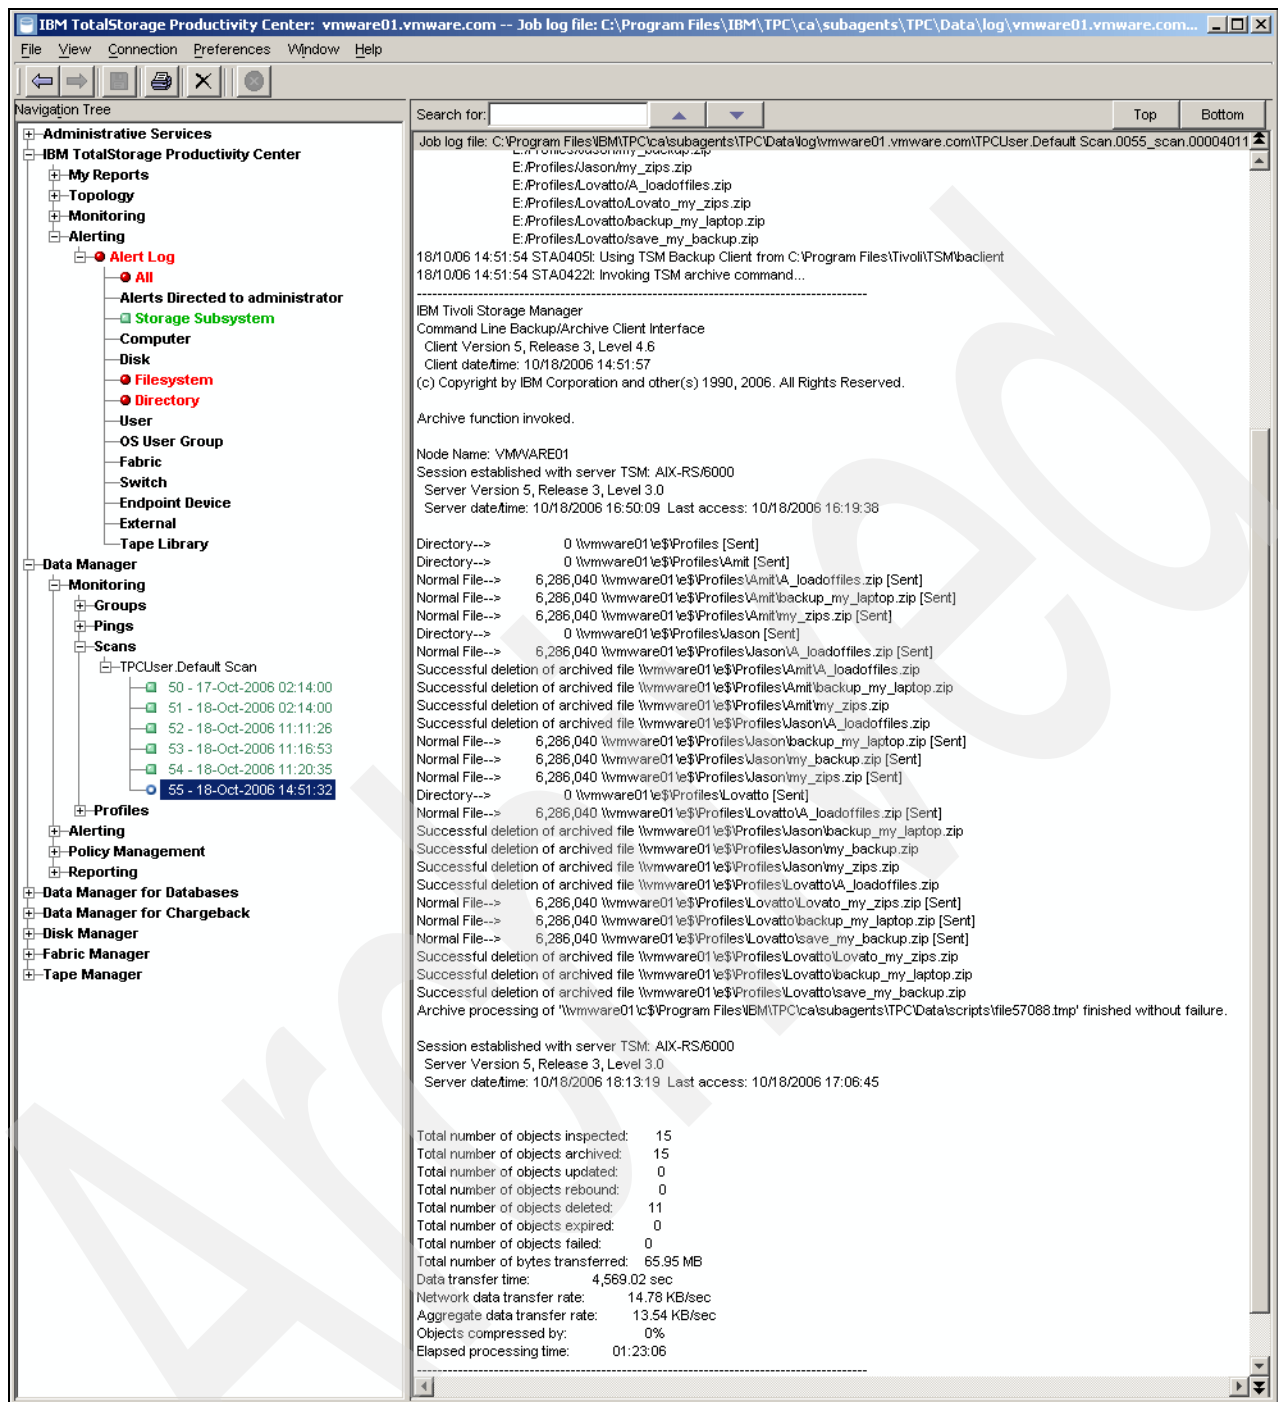 IBM TotalStorage Productivity Center: vmware01.vmware.com -- Job log file: C:\Program Files\IBM\TPC\ca\subagents\TPC\Data\log\vmware01.vmware.com...
File View Connection Preferences Window Help
Navigation Tree
Administrative Services
IBM TotalStorage Productivity Center
My Reports
Topology
Monitoring
Alerting
Alert Log
All
Alerts Directed to administrator
Storage Subsystem
Computer
Disk
Filesystem
Directory
User
OS User Group
Fabric
Switch
Endpoint Device
External
Tape Library
Data Manager
Monitoring
Groups
Pings
Scans
TPCUser.Default Scan
50 - 17-Oct-2006 02:14:00
51 - 18-Oct-2006 02:14:00
52 - 18-Oct-2006 11:11:26
53 - 18-Oct-2006 11:16:53
54 - 18-Oct-2006 11:20:35
55 - 18-Oct-2006 14:51:32
Profiles
Alerting
Policy Management
Reporting
Data Manager for Databases
Data Manager for Chargeback
Disk Manager
Fabric Manager
Tape Manager
Search for: Top Bottom
Job log file: C:\Program Files\IBM\TPC\ca\subagents\TPC\Data\log\vmware01.vmware.com\TPCUser.Default Scan.0055_scan.00004011
E:/Profiles/Jason/my_backup.zip
E:/Profiles/Jason/my_zips.zip
E:/Profiles/Lovatto/A_loadoffiles.zip
E:/Profiles/Lovatto/Lovato_my_zips.zip
E:/Profiles/Lovatto/backup_my_laptop.zip
E:/Profiles/Lovatto/save_my_backup.zip
18/10/06 14:51:54 STA0405I: Using TSM Backup Client from C:\Program Files\Tivoli\TSM\baclient
18/10/06 14:51:54 STA0422I: Invoking TSM archive command...
------------------------------------------------------------------------------------------
IBM Tivoli Storage Manager
Command Line Backup/Archive Client Interface
Client Version 5, Release 3, Level 4.6
Client date/time: 10/18/2006 14:51:57
(c) Copyright by IBM Corporation and other(s) 1990, 2006. All Rights Reserved.
Archive function invoked.
Node Name: VMWARE01
Session established with server TSM: AIX-RS/6000
Server Version 5, Release 3, Level 3.0
Server date/time: 10/18/2006 16:50:09 Last access: 10/18/2006 16:19:38
Directory--> 0 \\vmware01\e$\Profiles [Sent]
Directory--> 0 \\vmware01\e$\Profiles\Amit [Sent]
Normal File--> 6,286,040 \\vmware01\e$\Profiles\Amit\A_loadoffiles.zip [Sent]
Normal File--> 6,286,040 \\vmware01\e$\Profiles\Amit\backup_my_laptop.zip [Sent]
Normal File--> 6,286,040 \\vmware01\e$\Profiles\Amit\my_zips.zip [Sent]
Directory--> 0 \\vmware01\e$\Profiles\Jason [Sent]
Normal File--> 6,286,040 \\vmware01\e$\Profiles\Jason\A_loadoffiles.zip [Sent]
Successful deletion of archived file \\vmware01\e$\Profiles\Amit\A_loadoffiles.zip
Successful deletion of archived file \\vmware01\e$\Profiles\Amit\backup_my_laptop.zip
Successful deletion of archived file \\vmware01\e$\Profiles\Amit\my_zips.zip
Successful deletion of archived file \\vmware01\e$\Profiles\Jason\A_loadoffiles.zip
Normal File--> 6,286,040 \\vmware01\e$\Profiles\Jason\backup_my_laptop.zip [Sent]
Normal File--> 6,286,040 \\vmware01\e$\Profiles\Jason\my_backup.zip [Sent]
Normal File--> 6,286,040 \\vmware01\e$\Profiles\Jason\my_zips.zip [Sent]
Directory--> 0 \\vmware01\e$\Profiles\Lovatto [Sent]
Normal File--> 6,286,040 \\vmware01\e$\Profiles\Lovatto\A_loadoffiles.zip [Sent]
Successful deletion of archived file \\vmware01\e$\Profiles\Jason\backup_my_laptop.zip
Successful deletion of archived file \\vmware01\e$\Profiles\Jason\my_backup.zip
Successful deletion of archived file \\vmware01\e$\Profiles\Jason\my_zips.zip
Successful deletion of archived file \\vmware01\e$\Profiles\Lovatto\A_loadoffiles.zip
Normal File--> 6,286,040 \\vmware01\e$\Profiles\Lovatto\Lovato_my_zips.zip [Sent]
Normal File--> 6,286,040 \\vmware01\e$\Profiles\Lovatto\backup_my_laptop.zip [Sent]
Normal File--> 6,286,040 \\vmware01\e$\Profiles\Lovatto\save_my_backup.zip [Sent]
Successful deletion of archived file \\vmware01\e$\Profiles\Lovatto\Lovato_my_zips.zip
Successful deletion of archived file \\vmware01\e$\Profiles\Lovatto\backup_my_laptop.zip
Successful deletion of archived file \\vmware01\e$\Profiles\Lovatto\save_my_backup.zip
Archive processing of '\\vmware01\c$\Program Files\IBM\TPC\ca\subagents\TPC\Data\scripts\file57088.tmp' finished without failure.
Session established with server TSM: AIX-RS/6000
Server Version 5, Release 3, Level 3.0
Server date/time: 10/18/2006 18:13:19 Last access: 10/18/2006 17:06:45
Total number of objects inspected: 15
Total number of objects archived: 15
Total number of objects updated: 0
Total number of objects rebound: 0
Total number of objects deleted: 11
Total number of objects expired: 0
Total number of objects failed: 0
Total number of bytes transferred: 65.95 MB
Data transfer time: 4,569.02 sec
Network data transfer rate: 14.78 KB/sec
Aggregate data transfer rate: 13.54 KB/sec
Objects compressed by: 0%
Elapsed processing time: 01:23:06
------------------------------------------------------------------------------------------
Archived